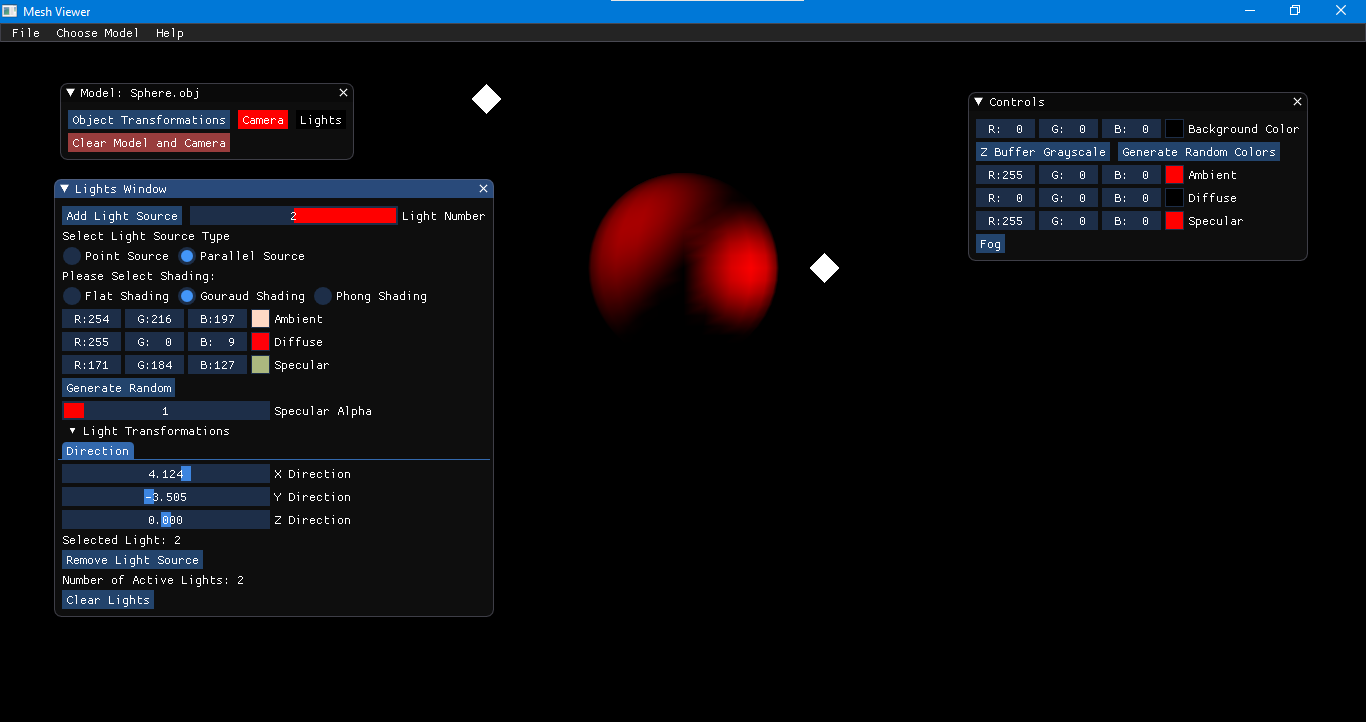 Mesh Viewer
File Choose Model Help
Model: Sphere.obj
Object Transformations Camera Lights
Clear Model and Camera
Lights Window
Add Light Source 2 Light Number
Select Light Source Type
Point Source Parallel Source
Please Select Shading:
Flat Shading Gouraud Shading Phong Shading
R:254 G:216 B:197 Ambient
R:255 G: 0 B: 9 Diffuse
R:171 G:184 B:127 Specular
Generate Random
1 Specular Alpha
Light Transformations
Direction
4.124 X Direction
-3.505 Y Direction
0.000 Z Direction
Selected Light: 2
Remove Light Source
Number of Active Lights: 2
Clear Lights
Controls
R: 0 G: 0 B: 0 Background Color
Z Buffer Grayscale Generate Random Colors
R:255 G: 0 B: 0 Ambient
R: 0 G: 0 B: 0 Diffuse
R:255 G: 0 B: 0 Specular
Fog